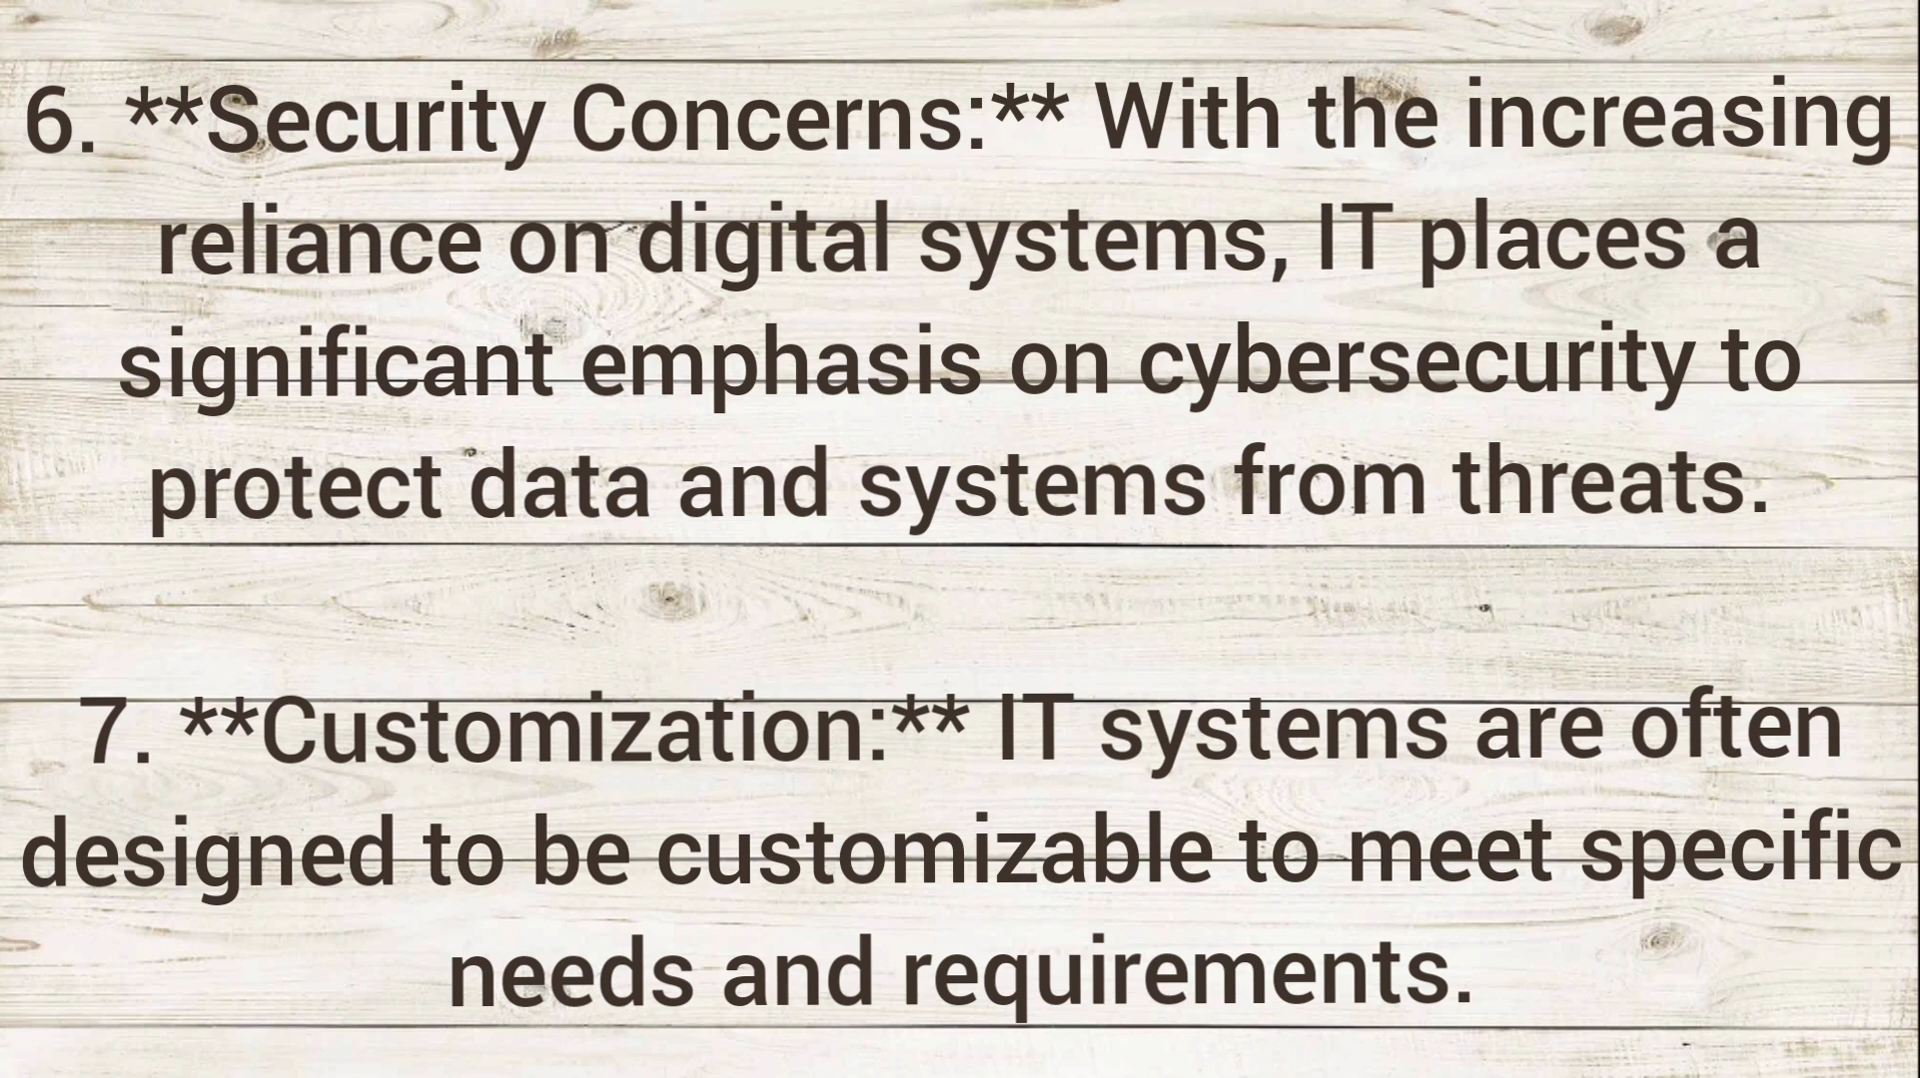 6. **Security Concerns:** With the increasing
reliance on digital systems, IT places a
significant emphasis on cybersecurity to
protect data and systems from threats.
7. **Customization:** IT systems are often
designed to be customizable to meet specific
needs and requirements.